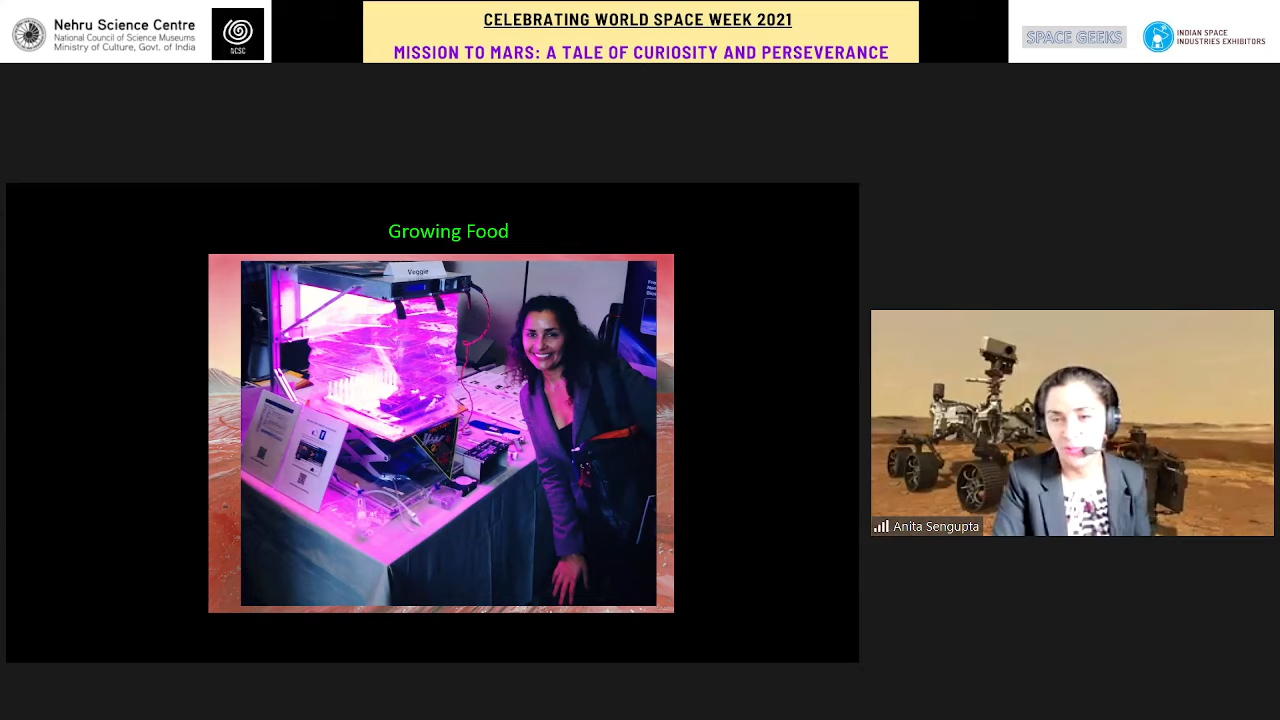 Nehru Science Centre
National Council of Science Museums
Ministry of Culture, Govt. of India
NCSC
CELEBRATING WORLD SPACE WEEK 2021
MISSION TO MARS: A TALE OF CURIOSITY AND PERSEVERANCE
SPACE GEEKS
INDIAN SPACE
INDUSTRIES EXHIBITORS
Growing Food
Veggie
Anita Sengupta